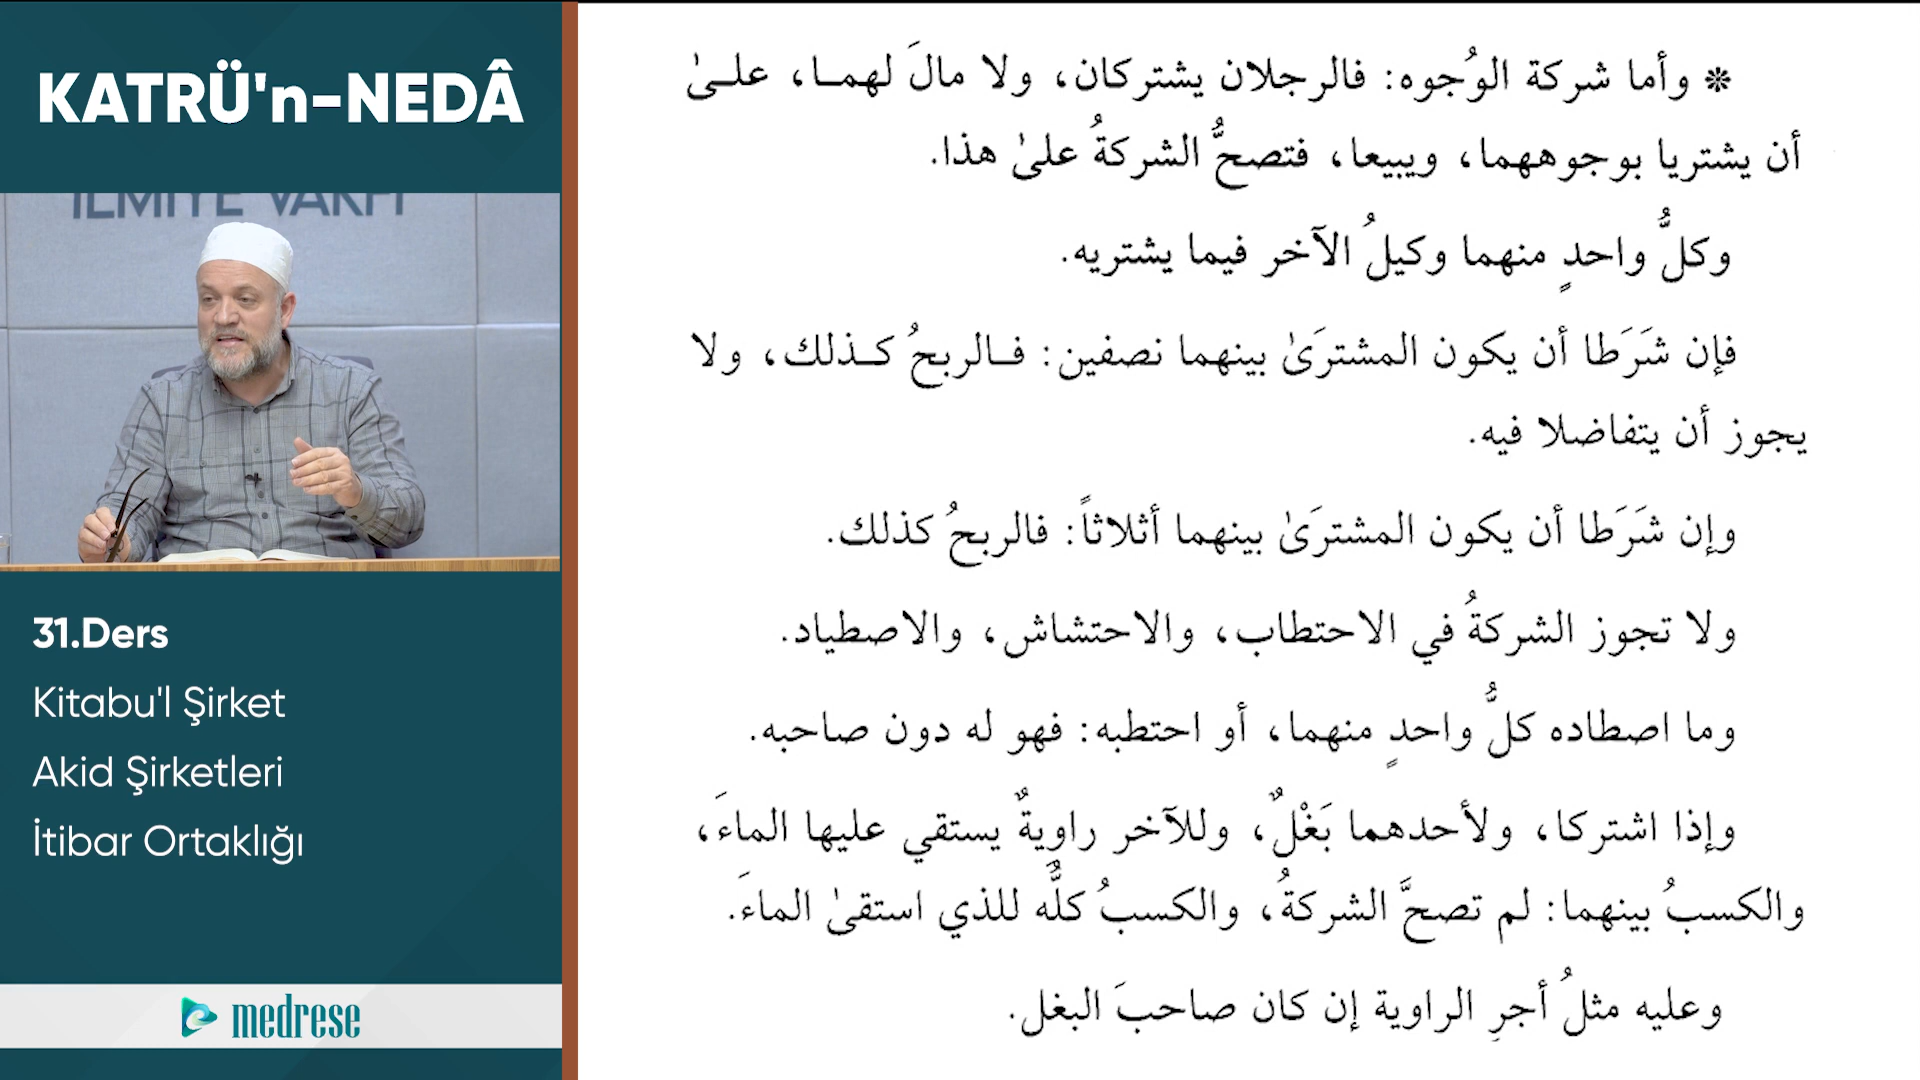 KATRÜ'n-NEDÂ
İLMİYE VAKFI
31.Ders
Kitabu'l Şirket
Akid Şirketleri
İtibar Ortaklığı
medrese
❊ وأما شركة الوُجوه: فالرجلان يشتركان، ولا مالَ لهمـا، علـىٰ
أن يشتريا بوجوههما، ويبيعا، فتصحُّ الشركةُ علىٰ هذا.
وكلُّ واحدٍ منهما وكيلُ الآخر فيما يشتريه.
فإن شَرَطا أن يكون المشترَىٰ بينهما نصفين: فـالربحُ كـذلك، ولا
يجوز أن يتفاضلا فيه.
وإن شَرَطا أن يكون المشترَىٰ بينهما أثلاثاً: فالربحُ كذلك.
ولا تجوز الشركةُ في الاحتطاب، والاحتشاش، والاصطياد.
وما اصطاده كلُّ واحدٍ منهما، أو احتطبه: فهو له دون صاحبه.
وإذا اشتركا، ولأحدهما بَغْلٌ، وللآخر راويةٌ يستقي عليها الماءَ،
والكسبُ بينهما: لم تصحَّ الشركةُ، والكسبُ كلُّه للذي استقىٰ الماءَ.
وعليه مثلُ أجرِ الراوية إن كان صاحبَ البغل.